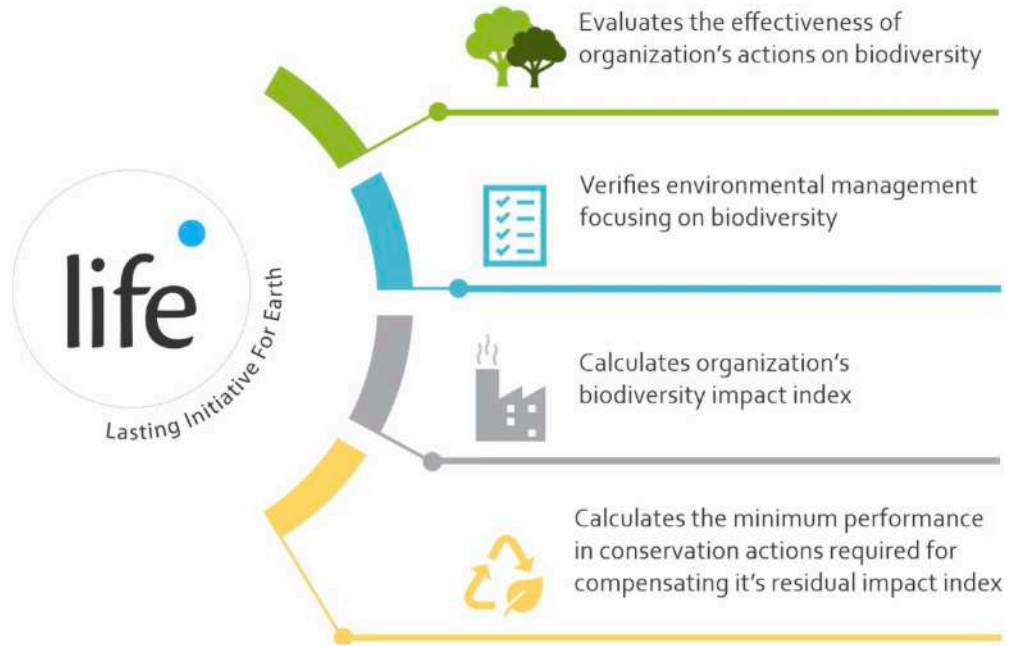 life
Lasting Initiative For Earth
Evaluates the effectiveness of
organization's actions on biodiversity
Verifies environmental management
focusing on biodiversity
Calculates organization's
biodiversity impact index
Calculates the minimum performance
in conservation actions required for
compensating it's residual impact index